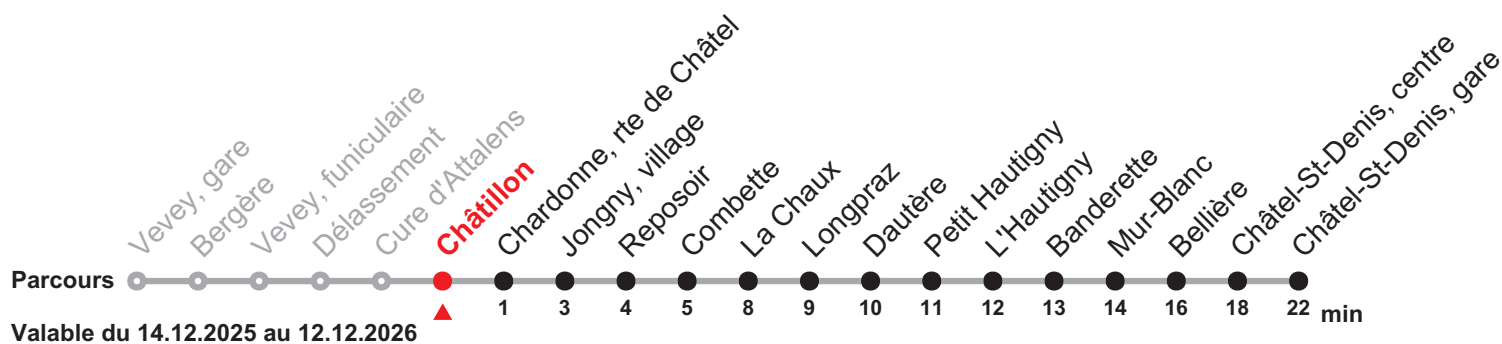 Vevey, gare
Bergère
Vevey, funiculaire
Délassement
Cure d'Attalens
Châtillon
Chardonne, rte de Châtel
Jongny, village
Reposoir
Combette
La Chaux
Longpraz
Dautère
Petit Hautigny
L'Hautigny
Banderette
Mur-Blanc
Bellière
Châtel-St-Denis, centre
Châtel-St-Denis, gare
Parcours
1 3 4 5 8 9 10 11 12 13 14 16 18 22 min
Valable du 14.12.2025 au 12.12.2026